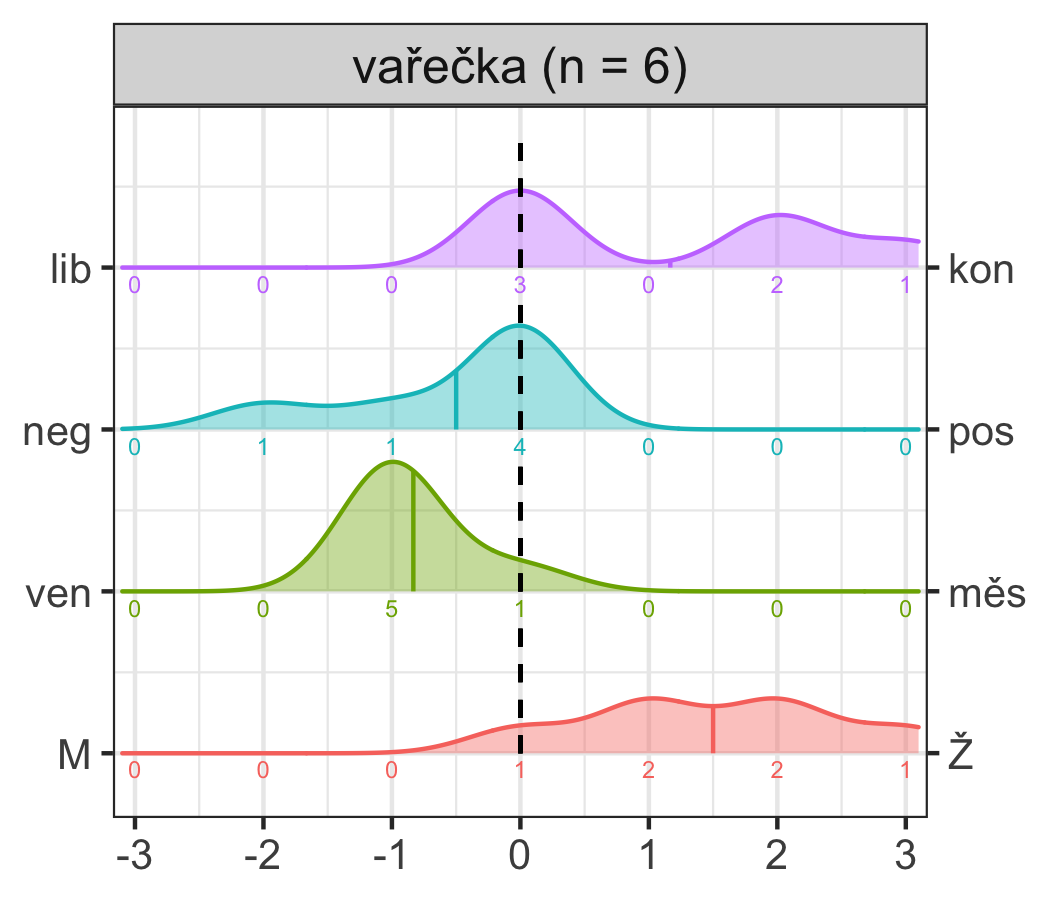 vařečka (n = 6)
lib kon
0 0 0 3 0 2 1
neg pos
0 1 1 4 0 0 0
ven měs
0 0 5 1 0 0 0
M Ž
0 0 0 1 2 2 1
-3 -2 -1 0 1 2 3